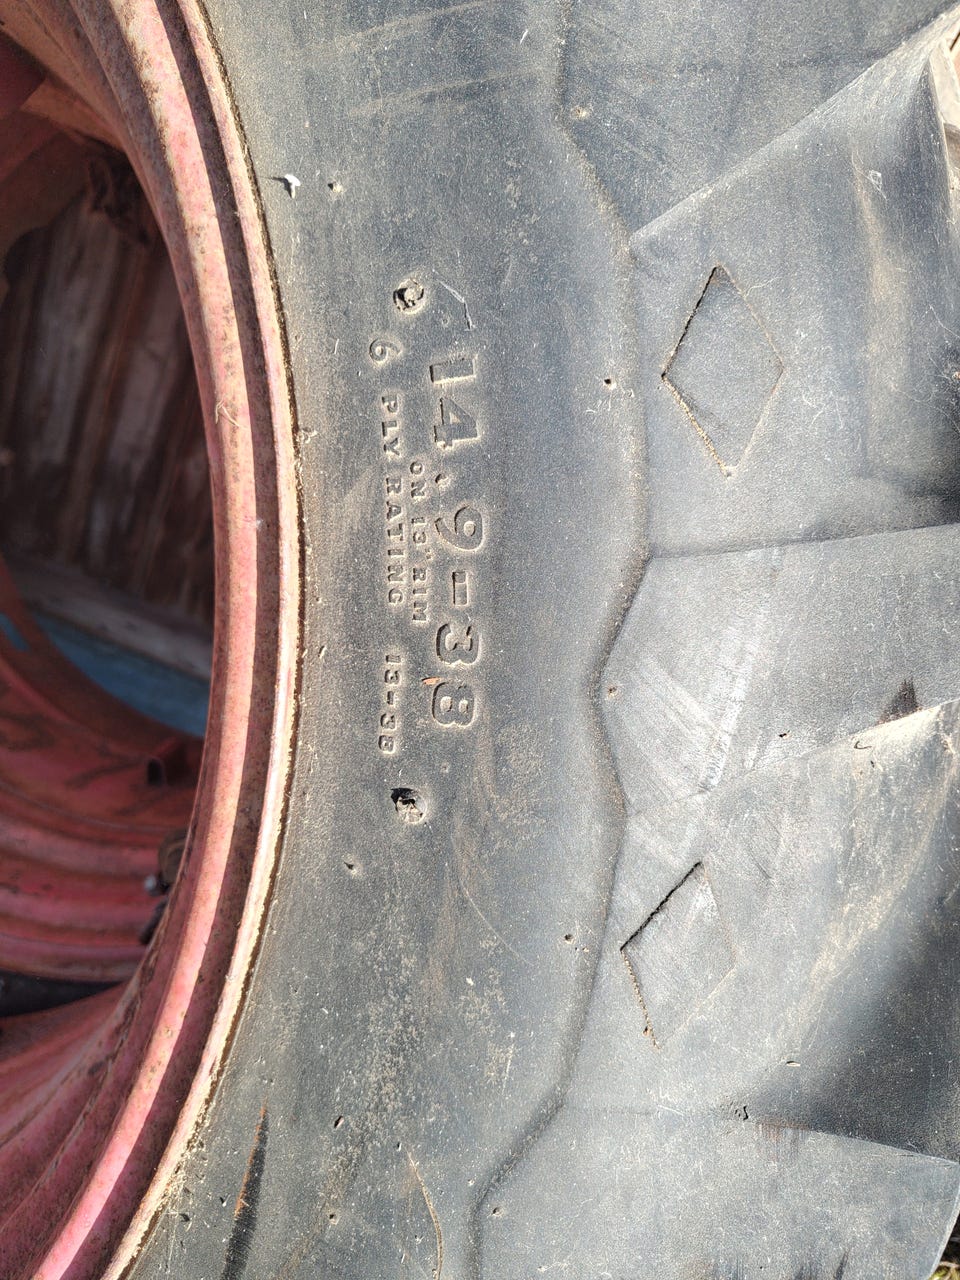 14.9-38
ON 13" RIM
6 PLY RATING 13-38